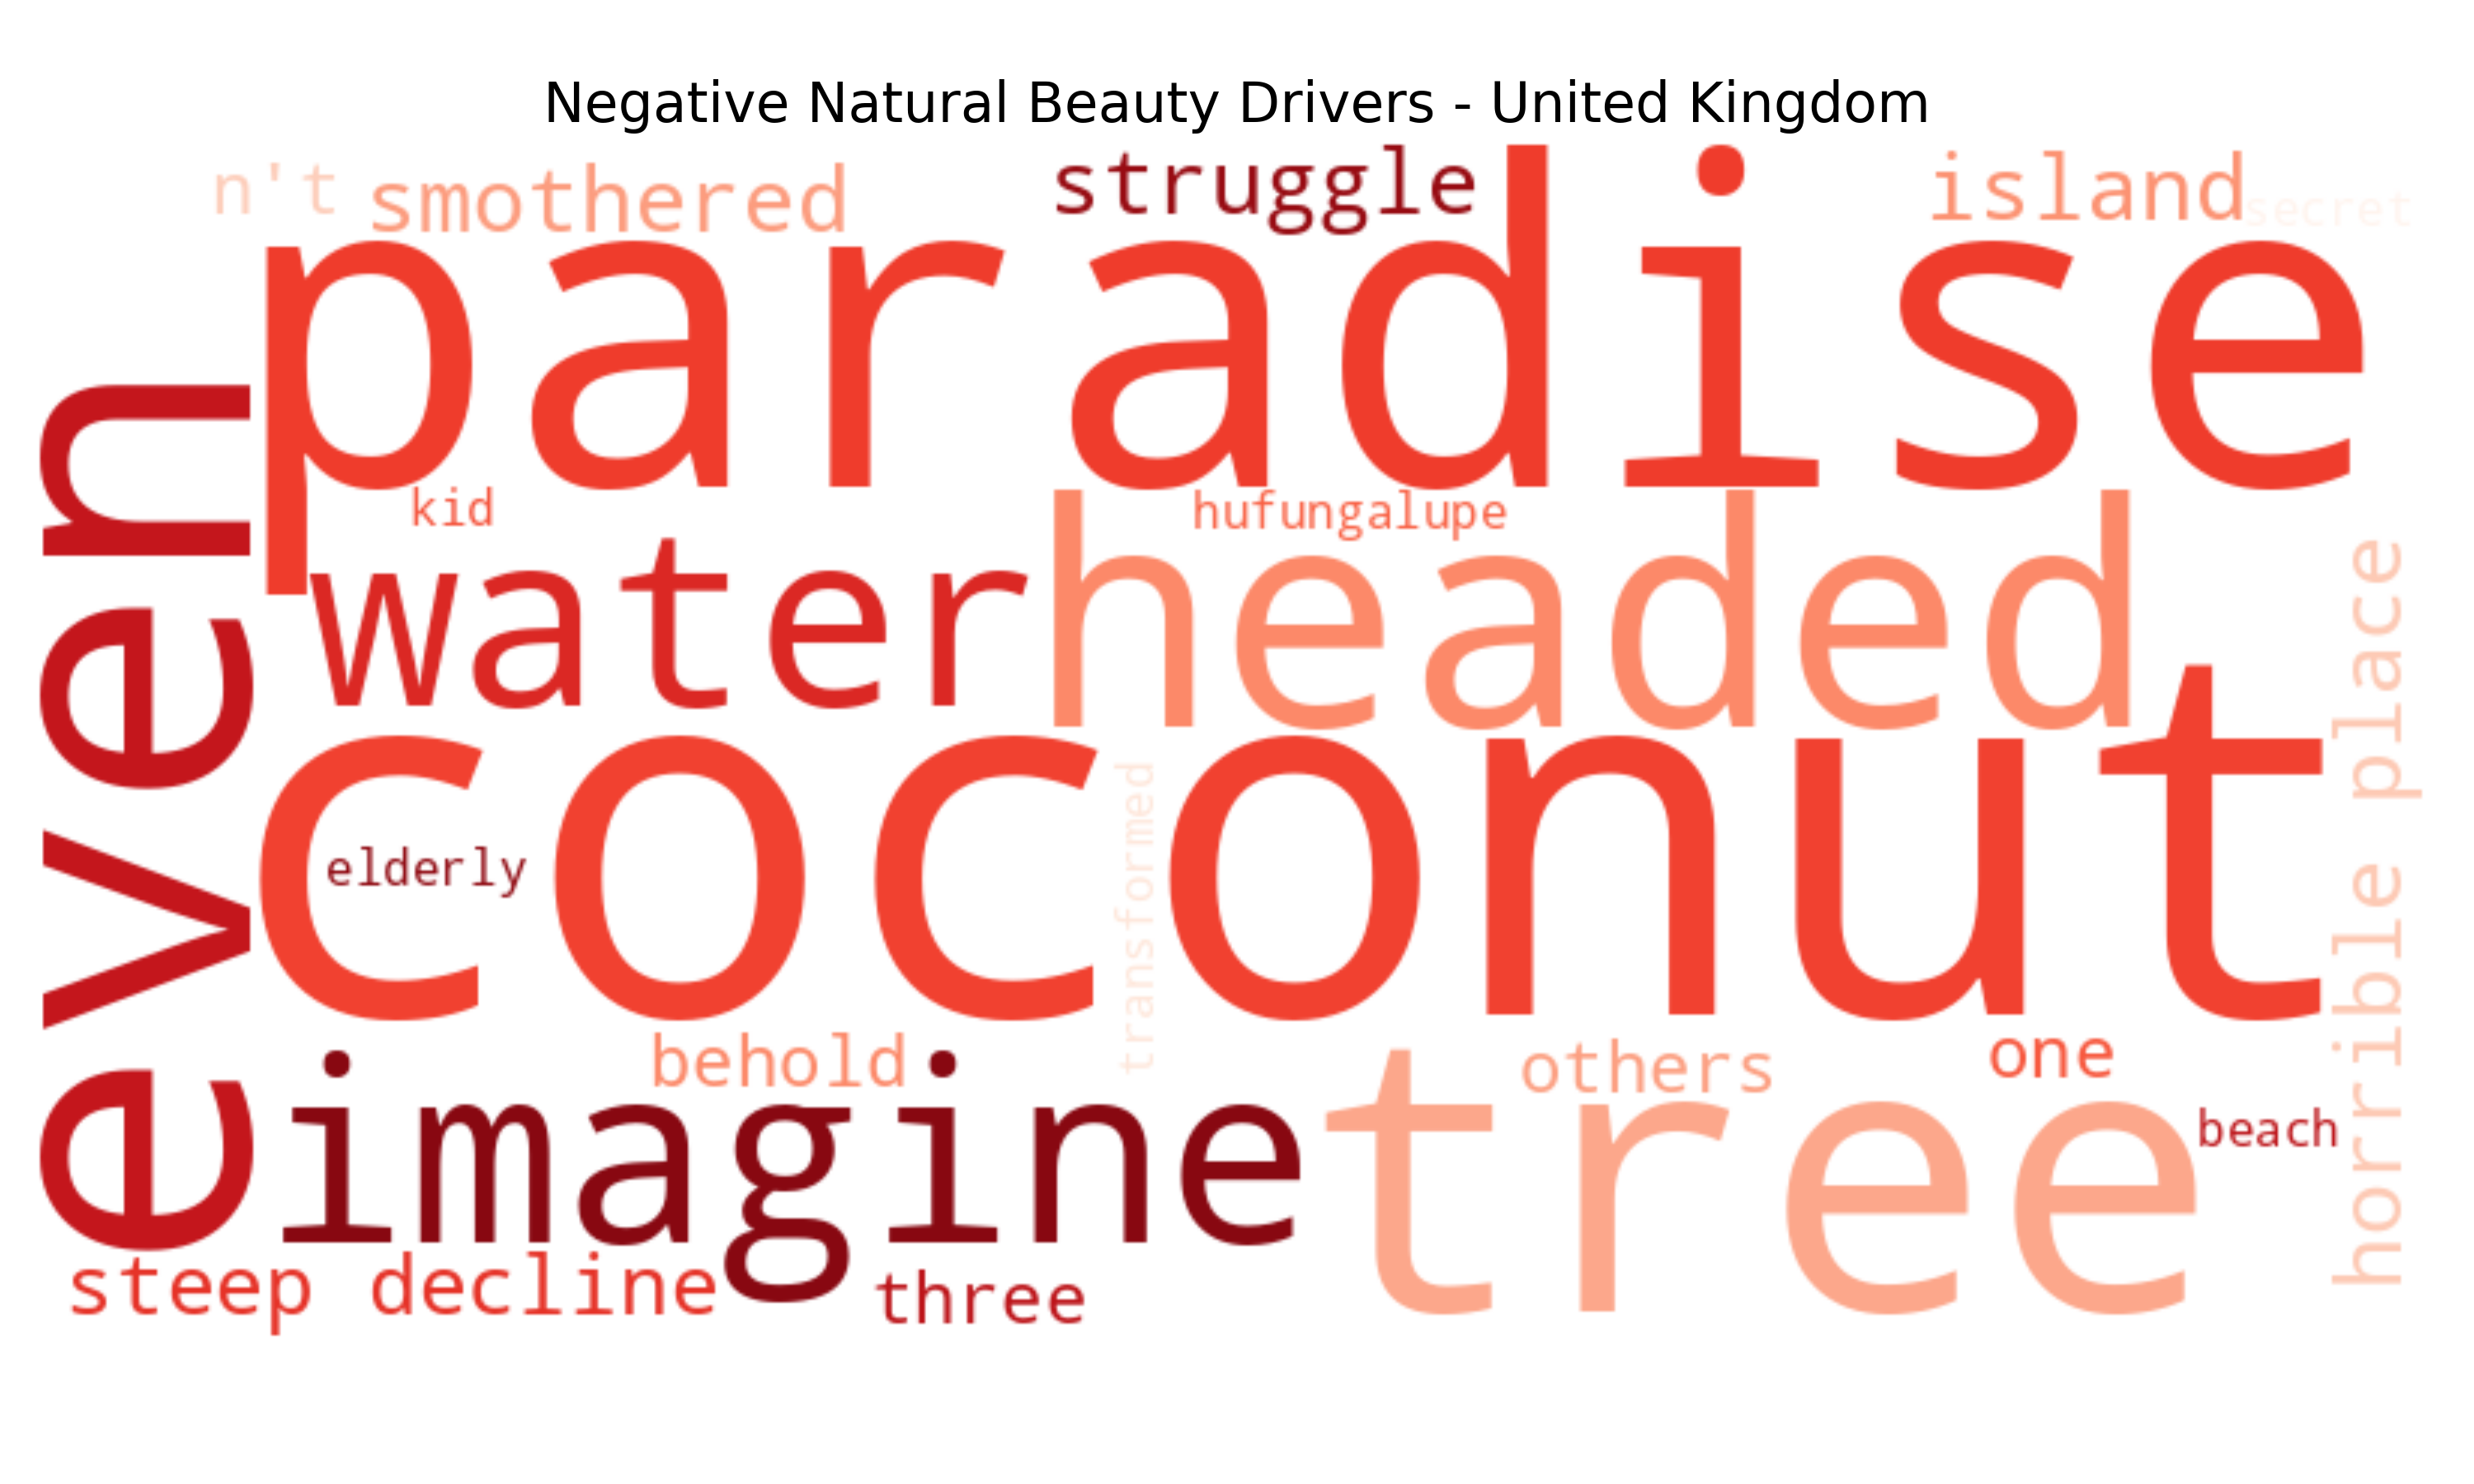 Negative Natural Beauty Drivers - United Kingdom
n't smothered struggle island secret
paradise
even
kid hufungalupe
water headed
horrible place
coconut
elderly
transformed
behold others one
imagine tree beach
steep decline three